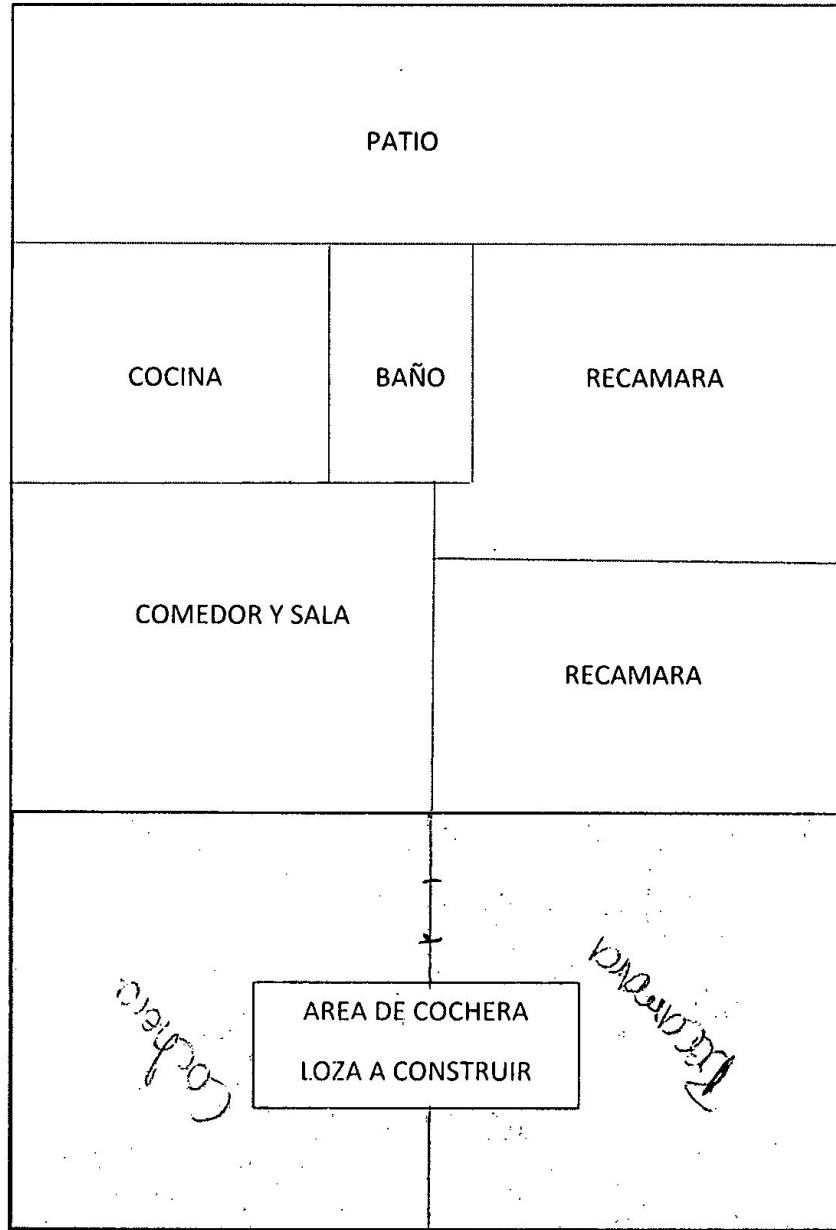 PATIO
COCINA
BAÑO
RECAMARA
COMEDOR Y SALA
RECAMARA
Cochera
AREA DE COCHERA
LOZA A CONSTRUIR
Recamara